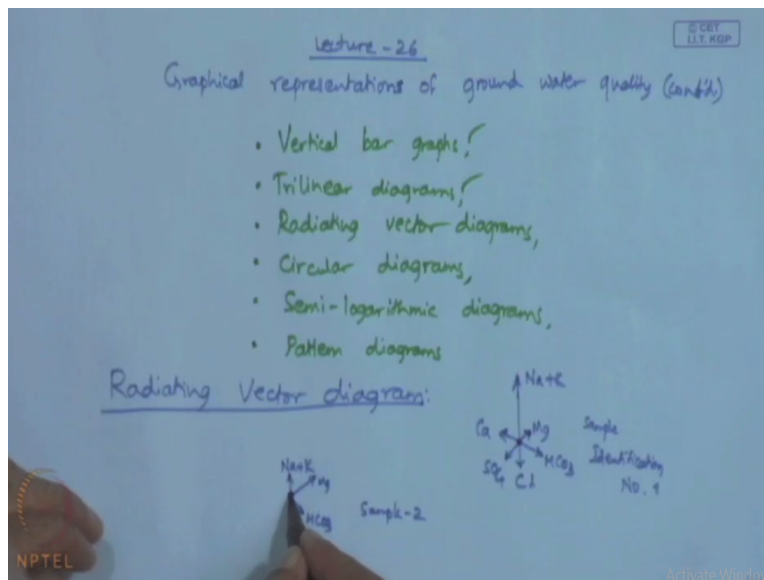 © CET
I.I.T. KGP
Lecture - 26
Graphical representations of ground water quality (contd.)
• Vertical bar graphs,
• Trilinear diagrams,
• Radiating vector diagrams,
• Circular diagrams,
• Semi-logarithmic diagrams,
• Pattern diagrams
Radiating Vector diagram:
Na+K
Ca Mg Sample
HCO3 Identification
SO4 Cl No. 1
Na+K
Mg
HCO3 Sample-2
NPTEL